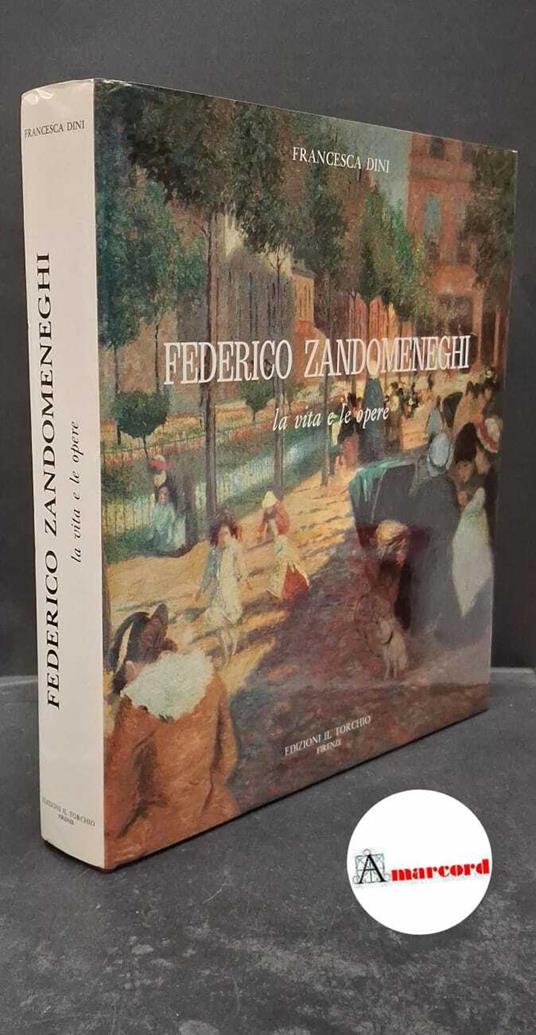 FRANCESCA DINI
FEDERICO ZANDOMENEGHI
la vita e le opere
EDIZIONI IL TORCHIO
FIRENZE
FRANCESCA DINI
FEDERICO ZANDOMENEGHI
la vita e le opere
EDIZIONI IL TORCHIO
FIRENZE
Amarcord